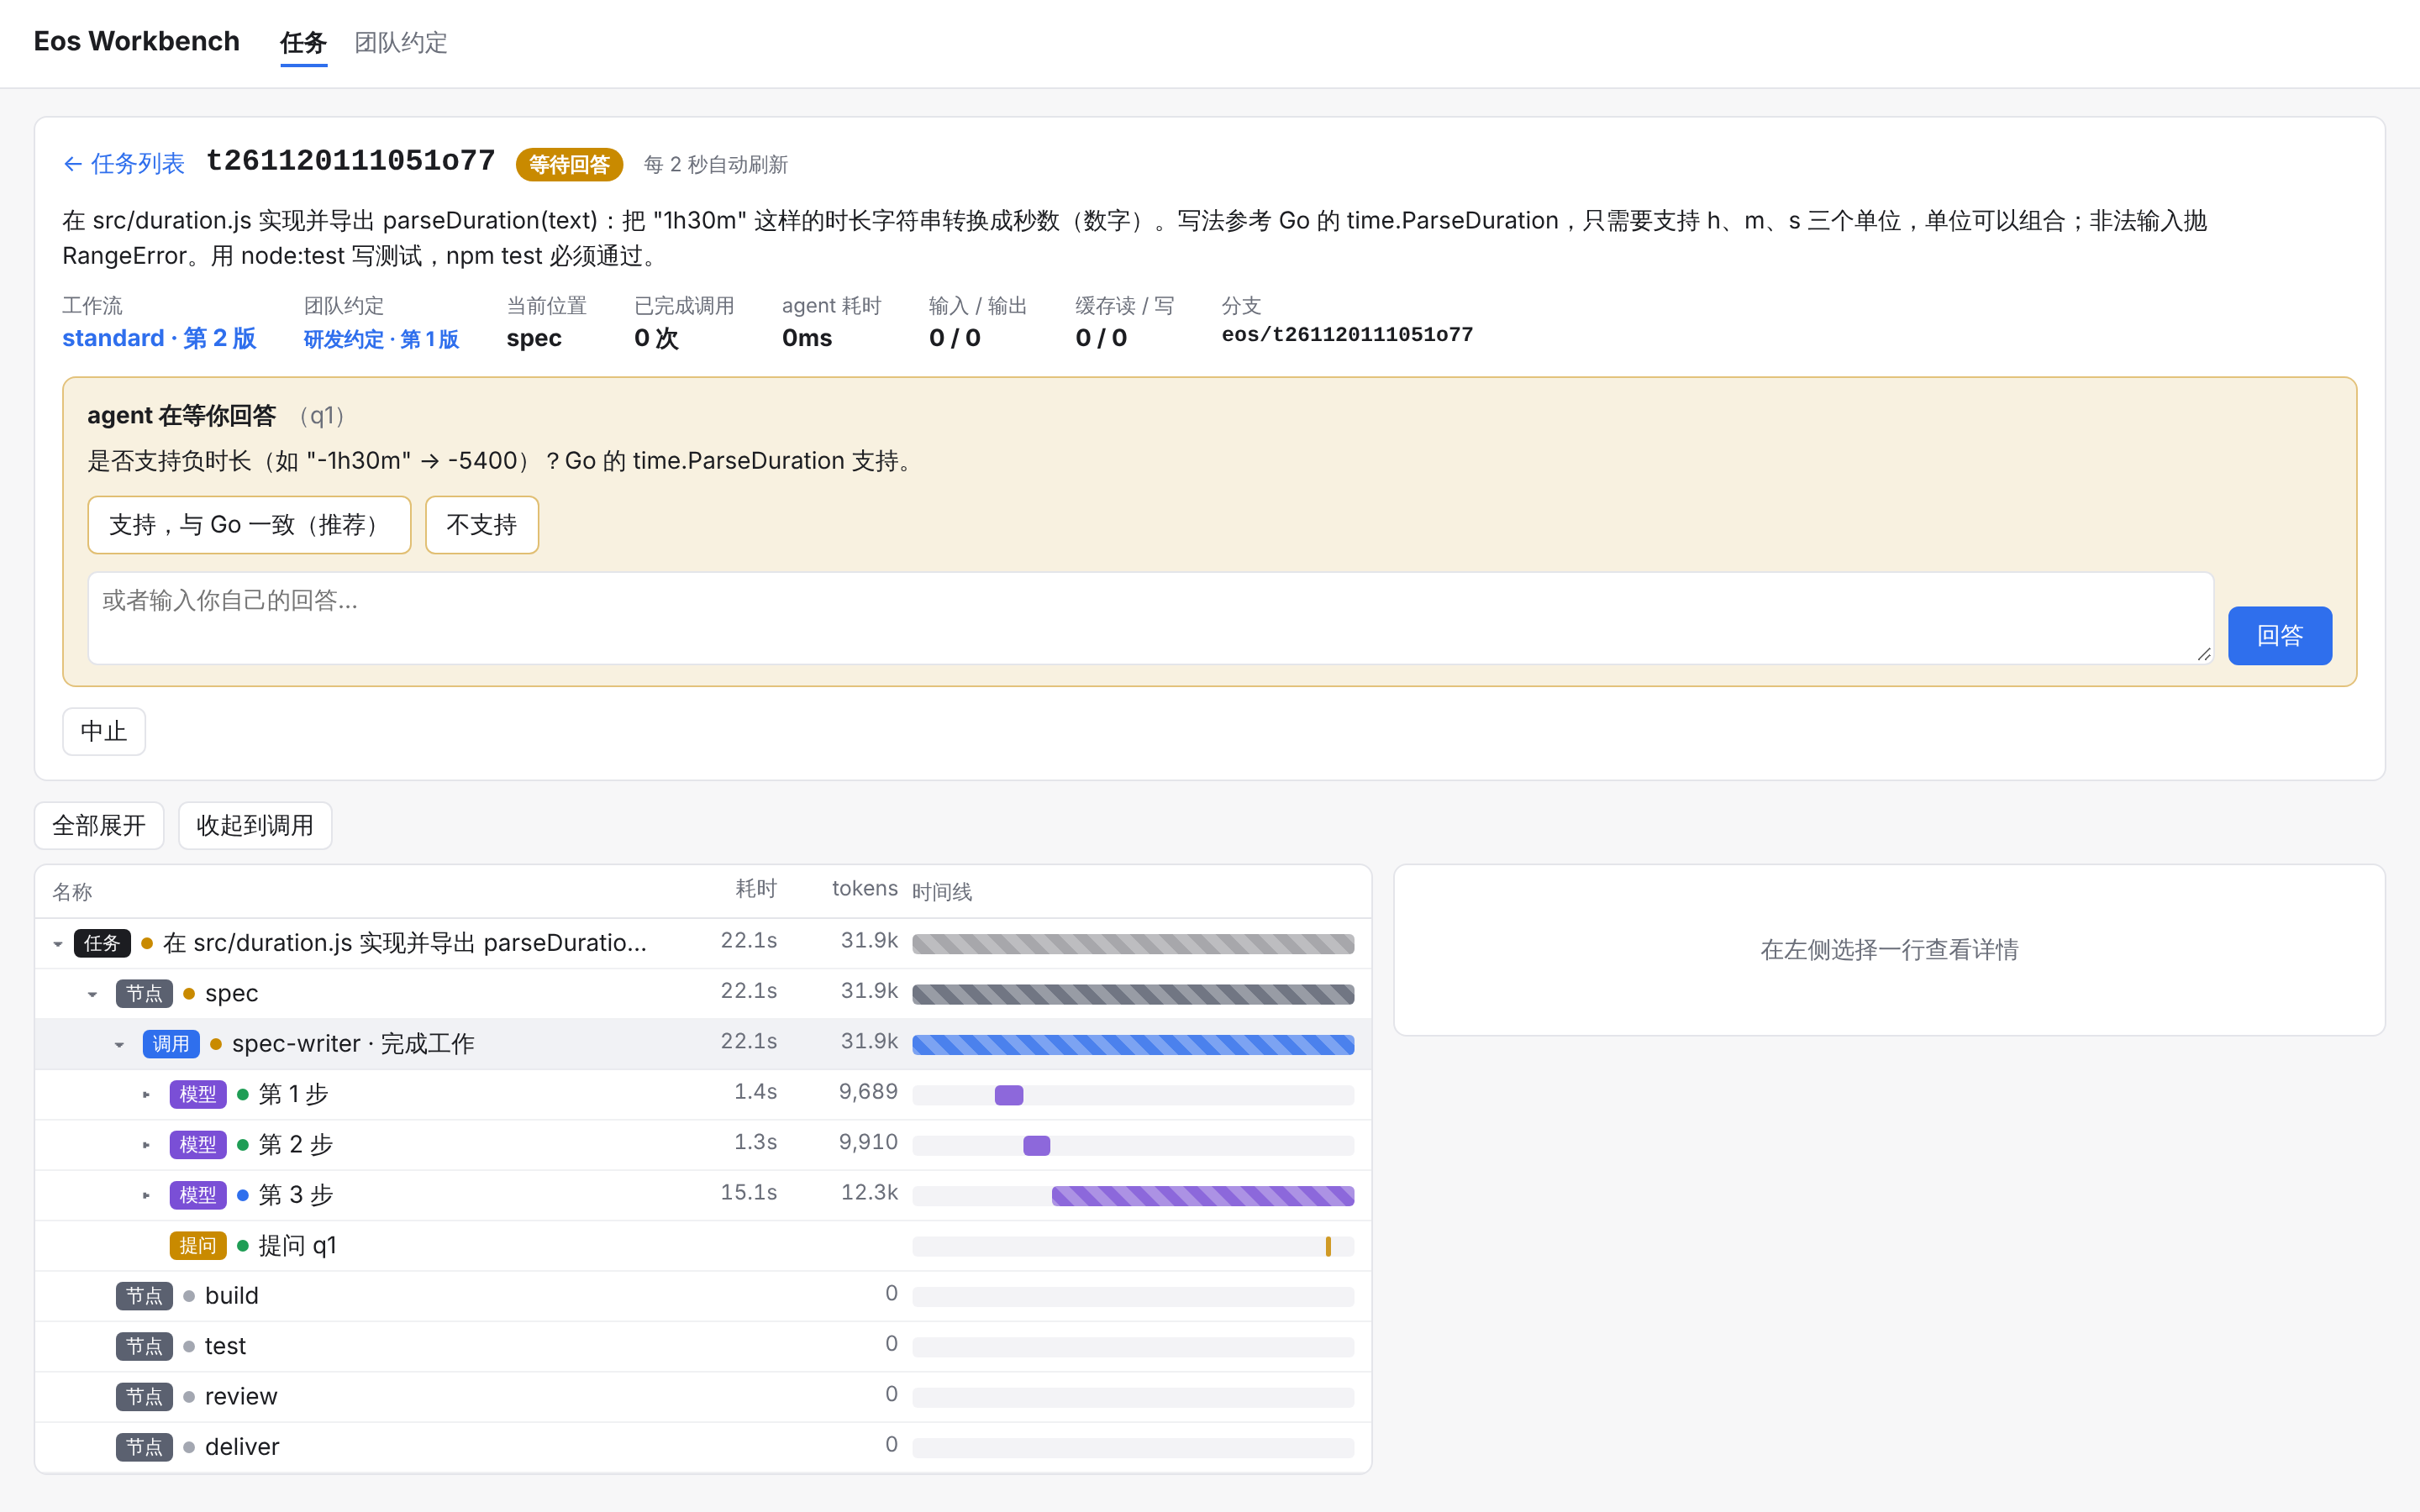 Eos Workbench 任务 团队约定
← 任务列表 t261120111051o77 等待回答 每 2 秒自动刷新
在 src/duration.js 实现并导出 parseDuration(text)：把 "1h30m" 这样的时长字符串转换成秒数（数字）。写法参考 Go 的 time.ParseDuration，只需要支持 h、m、s 三个单位，单位可以组合；非法输入抛
RangeError。用 node:test 写测试，npm test 必须通过。
工作流 团队约定 当前位置 已完成调用 agent 耗时 输入 / 输出 缓存读 / 写 分支
standard · 第 2 版 研发约定 · 第 1 版 spec 0 次 0ms 0 / 0 0 / 0 eos/t261120111051o77
agent 在等你回答 （q1）
是否支持负时长（如 "-1h30m" → -5400）？Go 的 time.ParseDuration 支持。
支持，与 Go 一致（推荐） 不支持
或者输入你自己的回答...
回答
中止
全部展开 收起到调用
名称 耗时 tokens 时间线
任务 在 src/duration.js 实现并导出 parseDuratio... 22.1s 31.9k
节点 spec 22.1s 31.9k
调用 spec-writer · 完成工作 22.1s 31.9k
模型 第 1 步 1.4s 9,689
模型 第 2 步 1.3s 9,910
模型 第 3 步 15.1s 12.3k
提问 提问 q1
节点 build 0
节点 test 0
节点 review 0
节点 deliver 0
在左侧选择一行查看详情